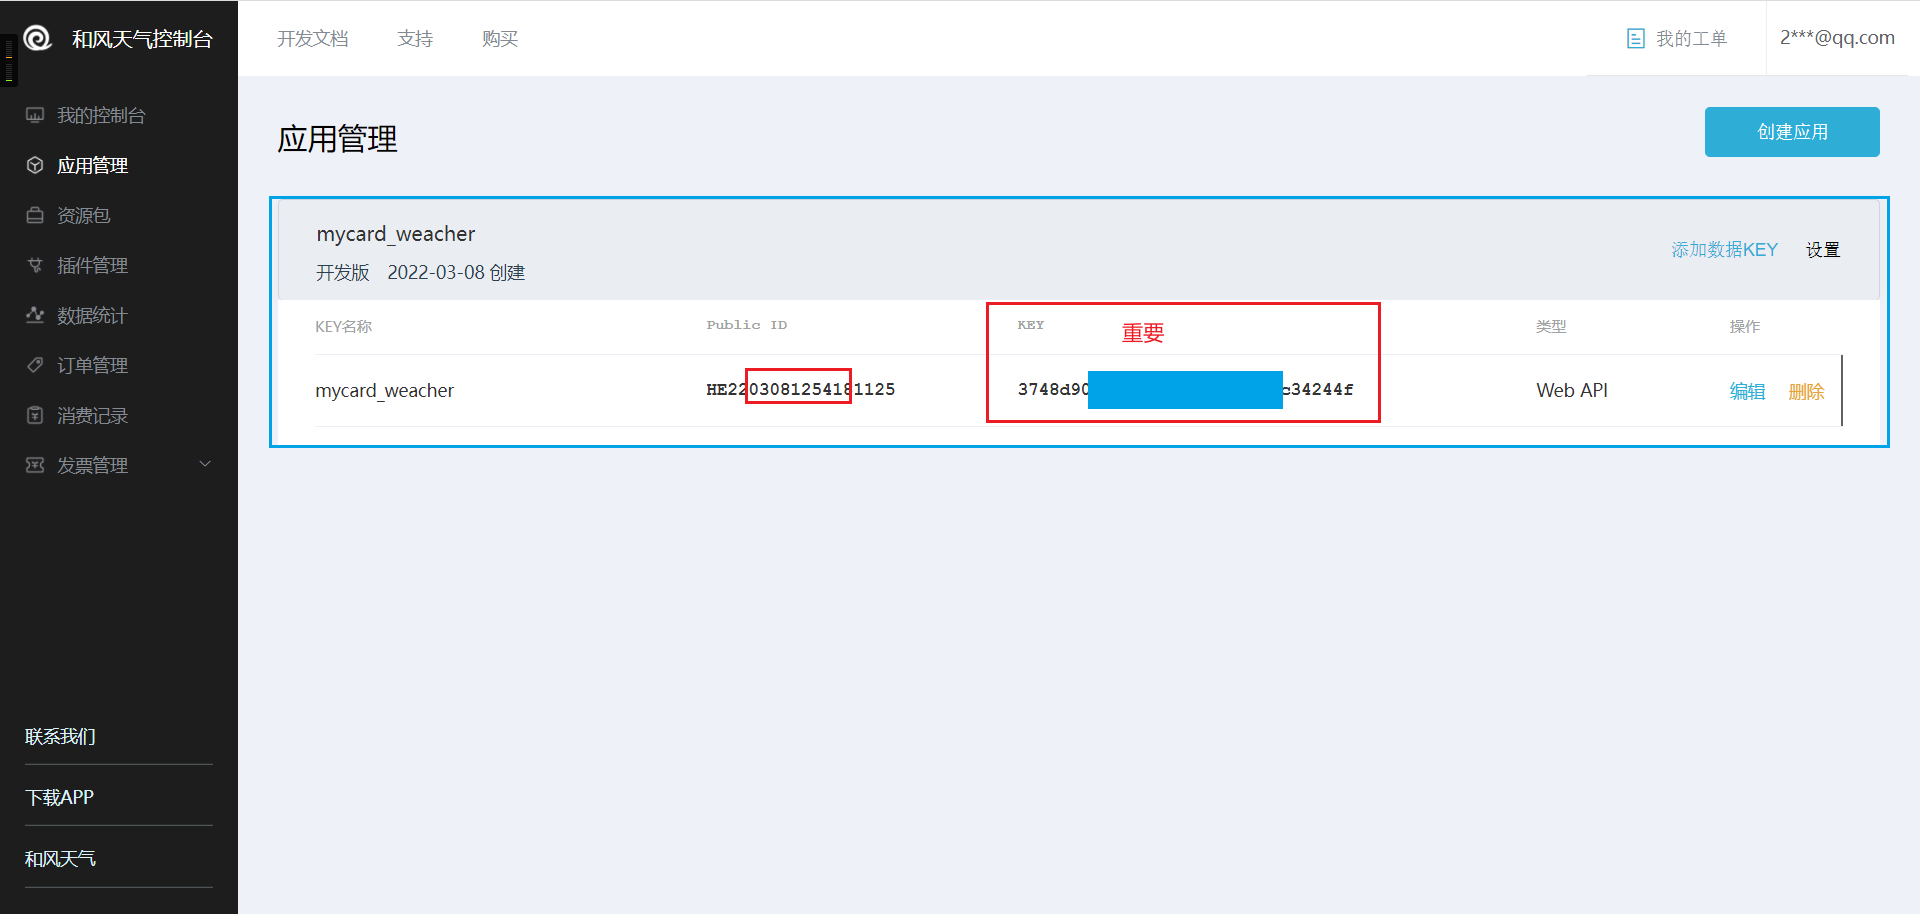 和风天气控制台
开发文档 支持 购买
我的工单 2***@qq.com
我的控制台
应用管理
资源包
插件管理
数据统计
订单管理
消费记录
发票管理
联系我们
下载APP
和风天气
应用管理
创建应用
mycard_weacher
开发版 2022-03-08 创建
添加数据KEY 设置
KEY名称 Public ID KEY 重要 类型 操作
mycard_weacher HE2203081254181125 3748d90 c34244f Web API 编辑 删除